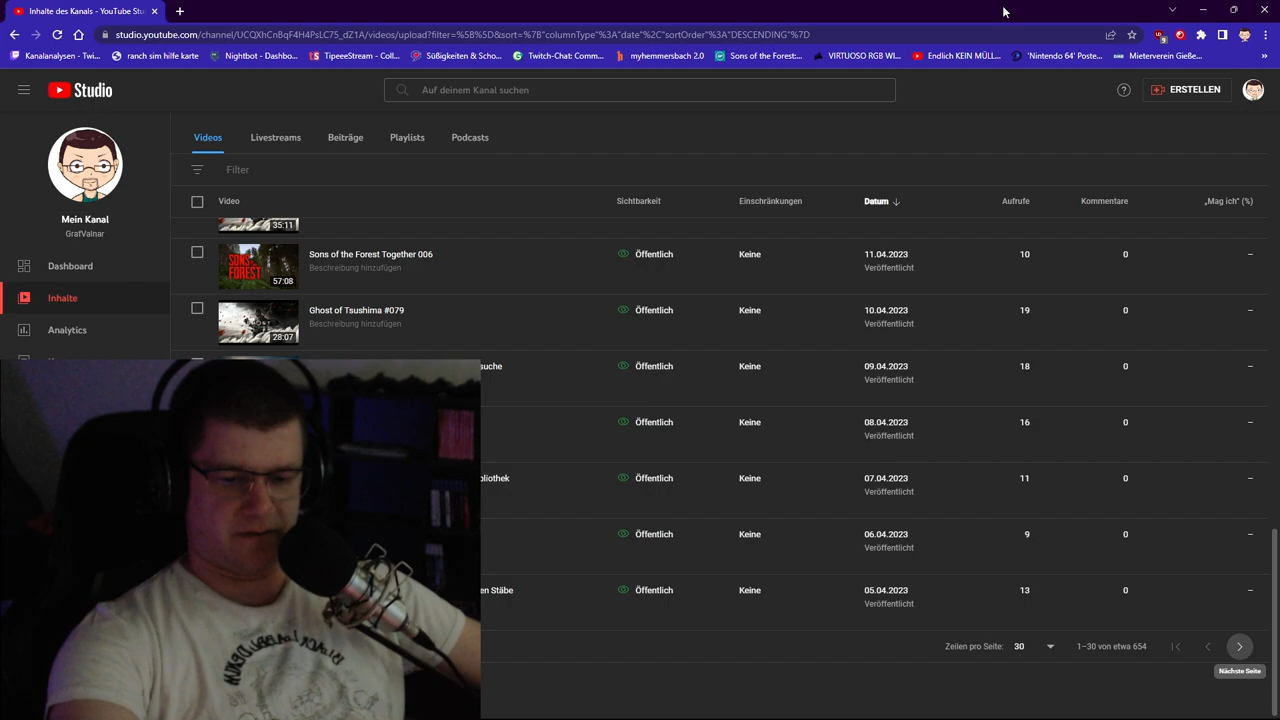 Inhalte des Kanals - YouTube Stu
studio.youtube.com/channel/UCQXhCnBqF4H4PsLC75_dZ1A/videos/upload?filter=%5B%5D&sort=%7B"columnType"%3A"date"%2C"sortOrder"%3A"DESCENDING"%7D
Kanalanalysen - Yo... ranch sim hilfe karte Nightbot - Dashbo... TipeeeStream - Coll... Süßigkeiten & Scho... Twitch-Chat: Comm... myhemmersbach 2.0 Sons of the Forest:... VIRTUOSO RGB WI... Endlich KEIN MÜLL... 'Nintendo 64' Poste... Mieterverein Gieße... »
Studio
Auf deinem Kanal suchen
ERSTELLEN
Videos Livestreams Beiträge Playlists Podcasts
Filter
Video Sichtbarkeit Einschränkungen Datum Aufrufe Kommentare „Mag ich" (%)
35:11
Sons of the Forest Together 006 Öffentlich Keine 11.04.2023 10 0 –
Beschreibung hinzufügen Veröffentlicht
SONS
FOREST
57:08
Ghost of Tsushima #079 Öffentlich Keine 10.04.2023 19 0 –
Beschreibung hinzufügen Veröffentlicht
28:07
suche Öffentlich Keine 09.04.2023 18 0 –
Veröffentlicht
Öffentlich Keine 08.04.2023 16 0 –
Veröffentlicht
bliothek Öffentlich Keine 07.04.2023 11 0 –
Veröffentlicht
Öffentlich Keine 06.04.2023 9 0 –
Veröffentlicht
en Stäbe Öffentlich Keine 05.04.2023 13 0 –
Veröffentlicht
Zeilen pro Seite: 30 1–30 von etwa 654
Nächste Seite
Mein Kanal
GrafValnar
Dashboard
Inhalte
Analytics